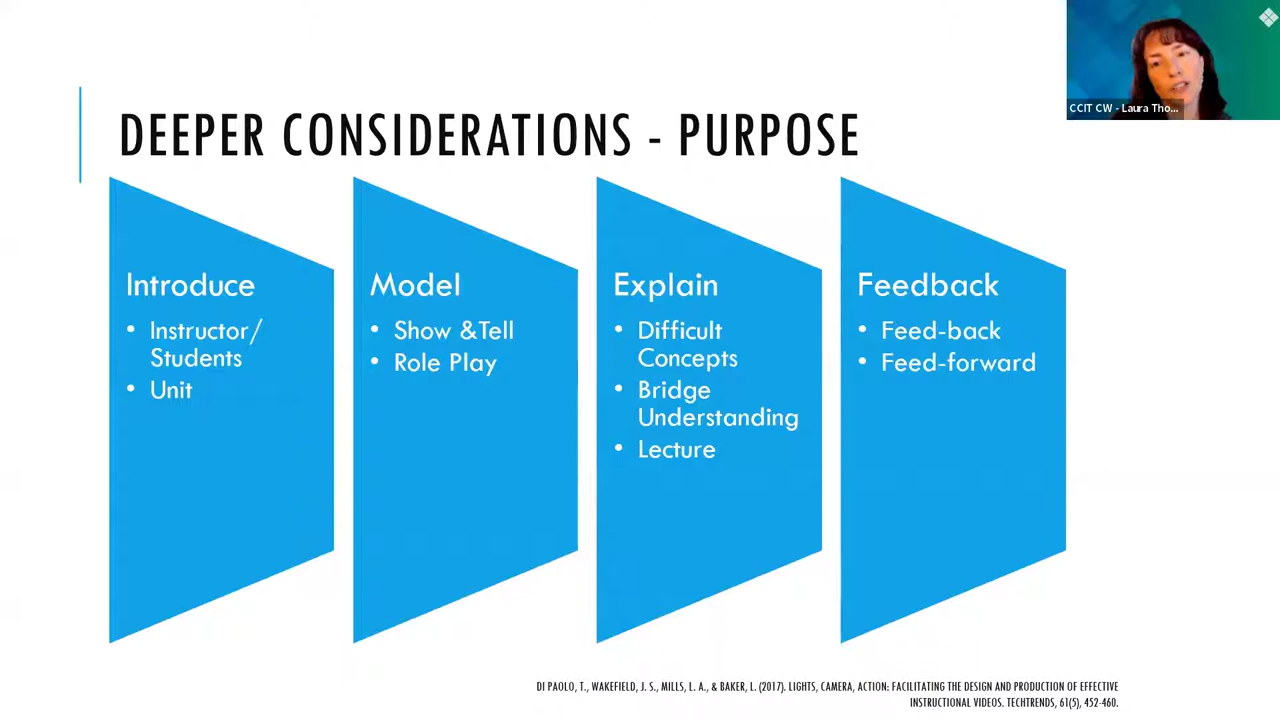 DEEPER CONSIDERATIONS - PURPOSE
CCIT CW - Laura Tho...
Introduce
• Instructor/
Students
• Unit
Model
• Show &Tell
• Role Play
Explain
• Difficult
Concepts
• Bridge
Understanding
• Lecture
Feedback
• Feed-back
• Feed-forward
DI PAOLO, T., WAKEFIELD, J. S., MILLS, L. A., & BAKER, L. (2017). LIGHTS, CAMERA, ACTION: FACILITATING THE DESIGN AND PRODUCTION OF EFFECTIVE
INSTRUCTIONAL VIDEOS. TECHTRENDS, 61(5), 452-460.